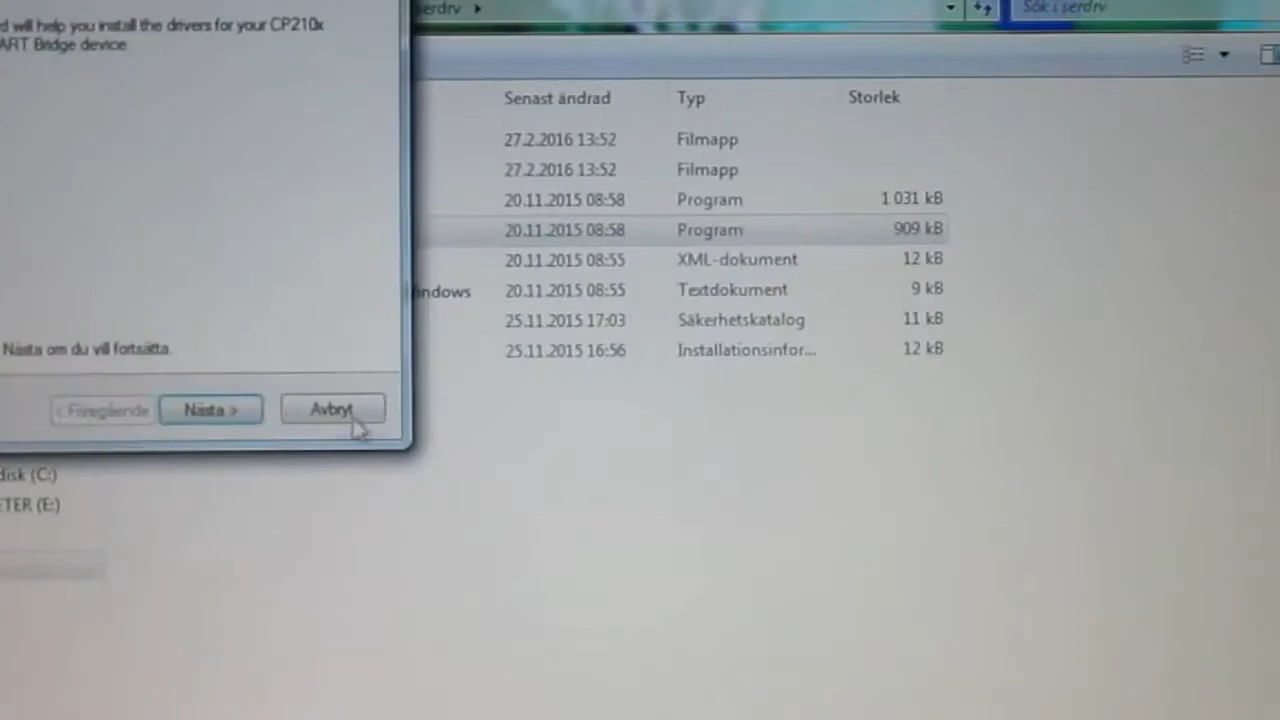 serdrv
Sök i serdrv
d will help you install the drivers for your CP210x
ART Bridge device.
Senast ändrad Typ Storlek
27.2.2016 13:52 Filmapp
27.2.2016 13:52 Filmapp
20.11.2015 08:58 Program 1 031 kB
20.11.2015 08:58 Program 909 kB
20.11.2015 08:55 XML-dokument 12 kB
indows 20.11.2015 08:55 Textdokument 9 kB
25.11.2015 17:03 Säkerhetskatalog 11 kB
25.11.2015 16:56 Installationsinfor... 12 kB
Nästa om du vill fortsätta.
< Föregående Nästa > Avbryt
disk (C:)
ETER (E:)